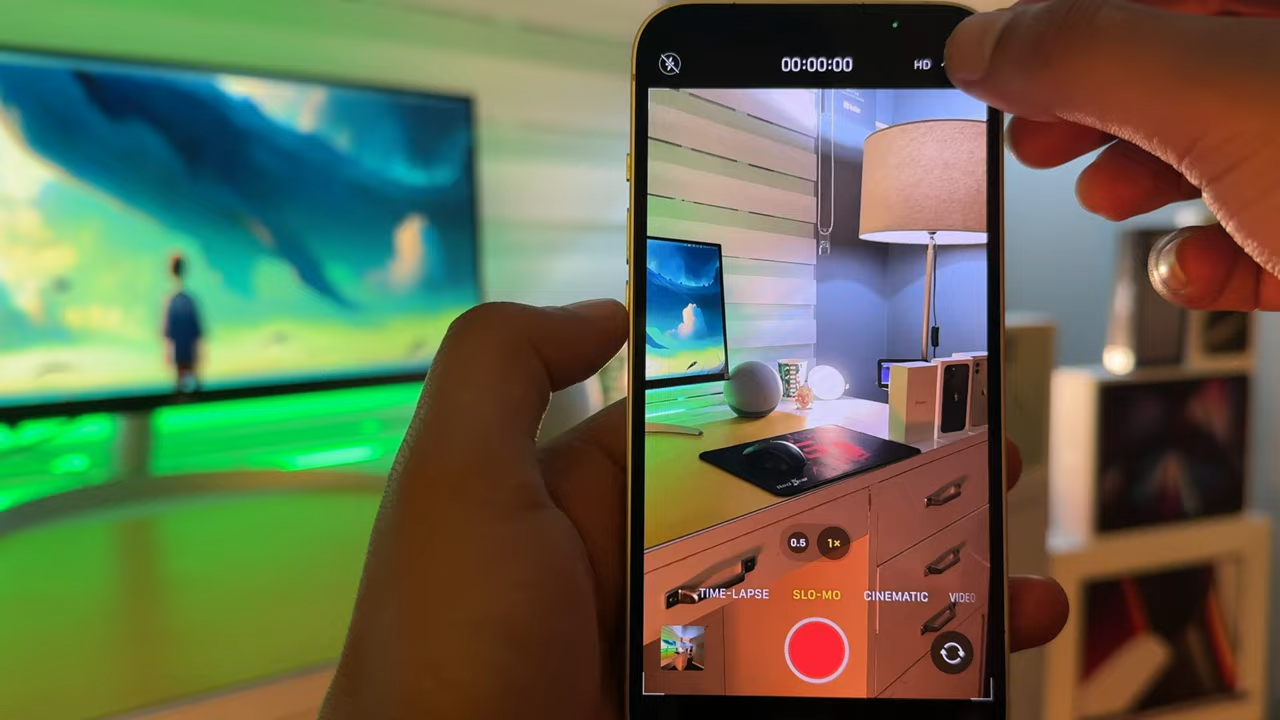 00:00:00
HD
0.5
1×
TIME-LAPSE
SLO-MO
CINEMATIC
VIDEO